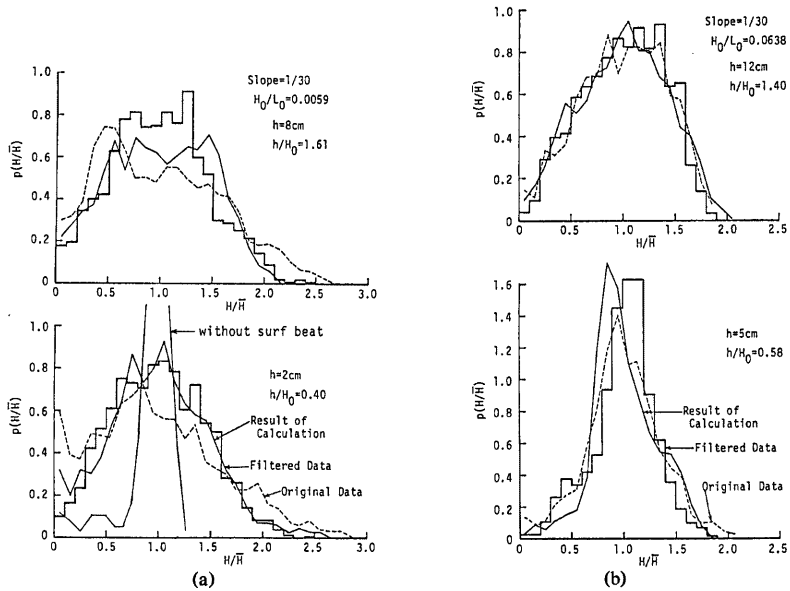 Slope=1/30
H0/L0=0.0059
h=8cm
h/H0=1.61
p(H/H̅)
1.0
0.8
0.6
0.4
0.2
0
0 0.5 1.0 1.5 2.0 2.5 3.0
H/H̅
without surf beat
h=2cm
h/H0=0.40
Result of
Calculation
Filtered Data
Original Data
p(H/H̅)
1.0
0.8
0.6
0.4
0.2
0
0 0.5 1.0 1.5 2.0 2.5 3.0
H/H̅
(a)
Slope=1/30
H0/L0=0.0638
h=12cm
h/H0=1.40
p(H/H̅)
1.0
0.8
0.6
0.4
0.2
0
0 0.5 1.0 1.5 2.0 2.5
H/H̅
h=5cm
h/H0=0.58
Result of
Calculation
Filtered Data
Original Data
p(H/H̅)
1.6
1.4
1.2
1.0
0.8
0.6
0.4
0.2
0
0 0.5 1.0 1.5 2.0 2.5
H/H̅
(b)